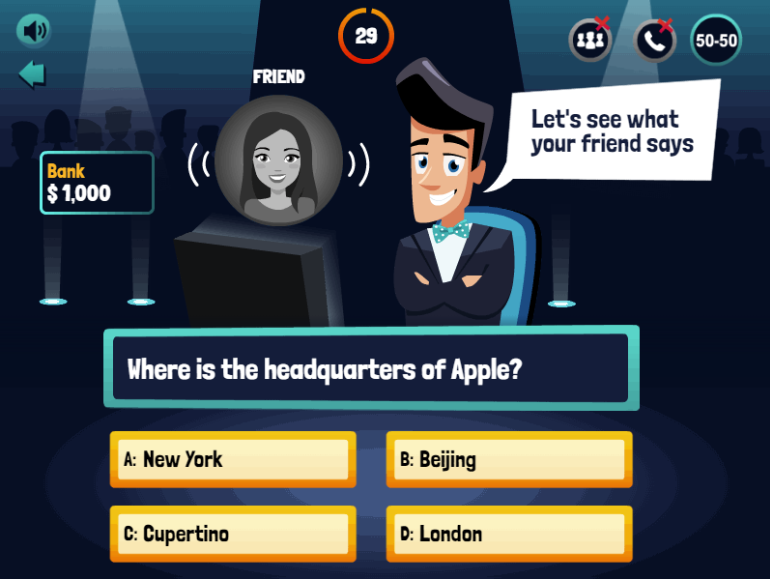 29
50-50
FRIEND
Let's see what
your friend says
Bank
$ 1,000
Where is the headquarters of Apple?
A: New York
B: Beijing
C: Cupertino
D: London